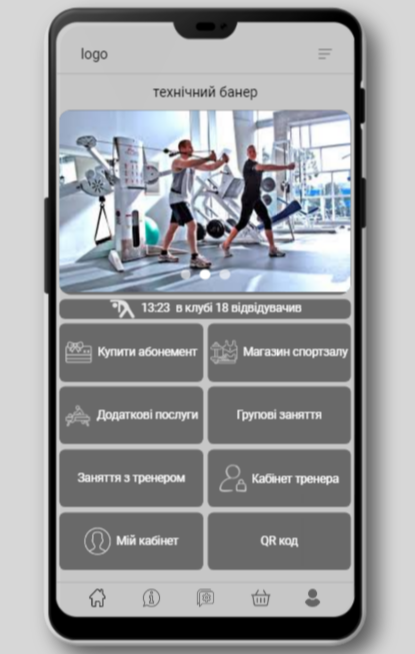 logo
технічний банер
13:23 в клубі 18 відвідувачив
Купити абонемент
Магазин спортзалу
Додаткові послуги
Групові заняття
Заняття з тренером
Кабінет тренера
Мій кабінет
QR код